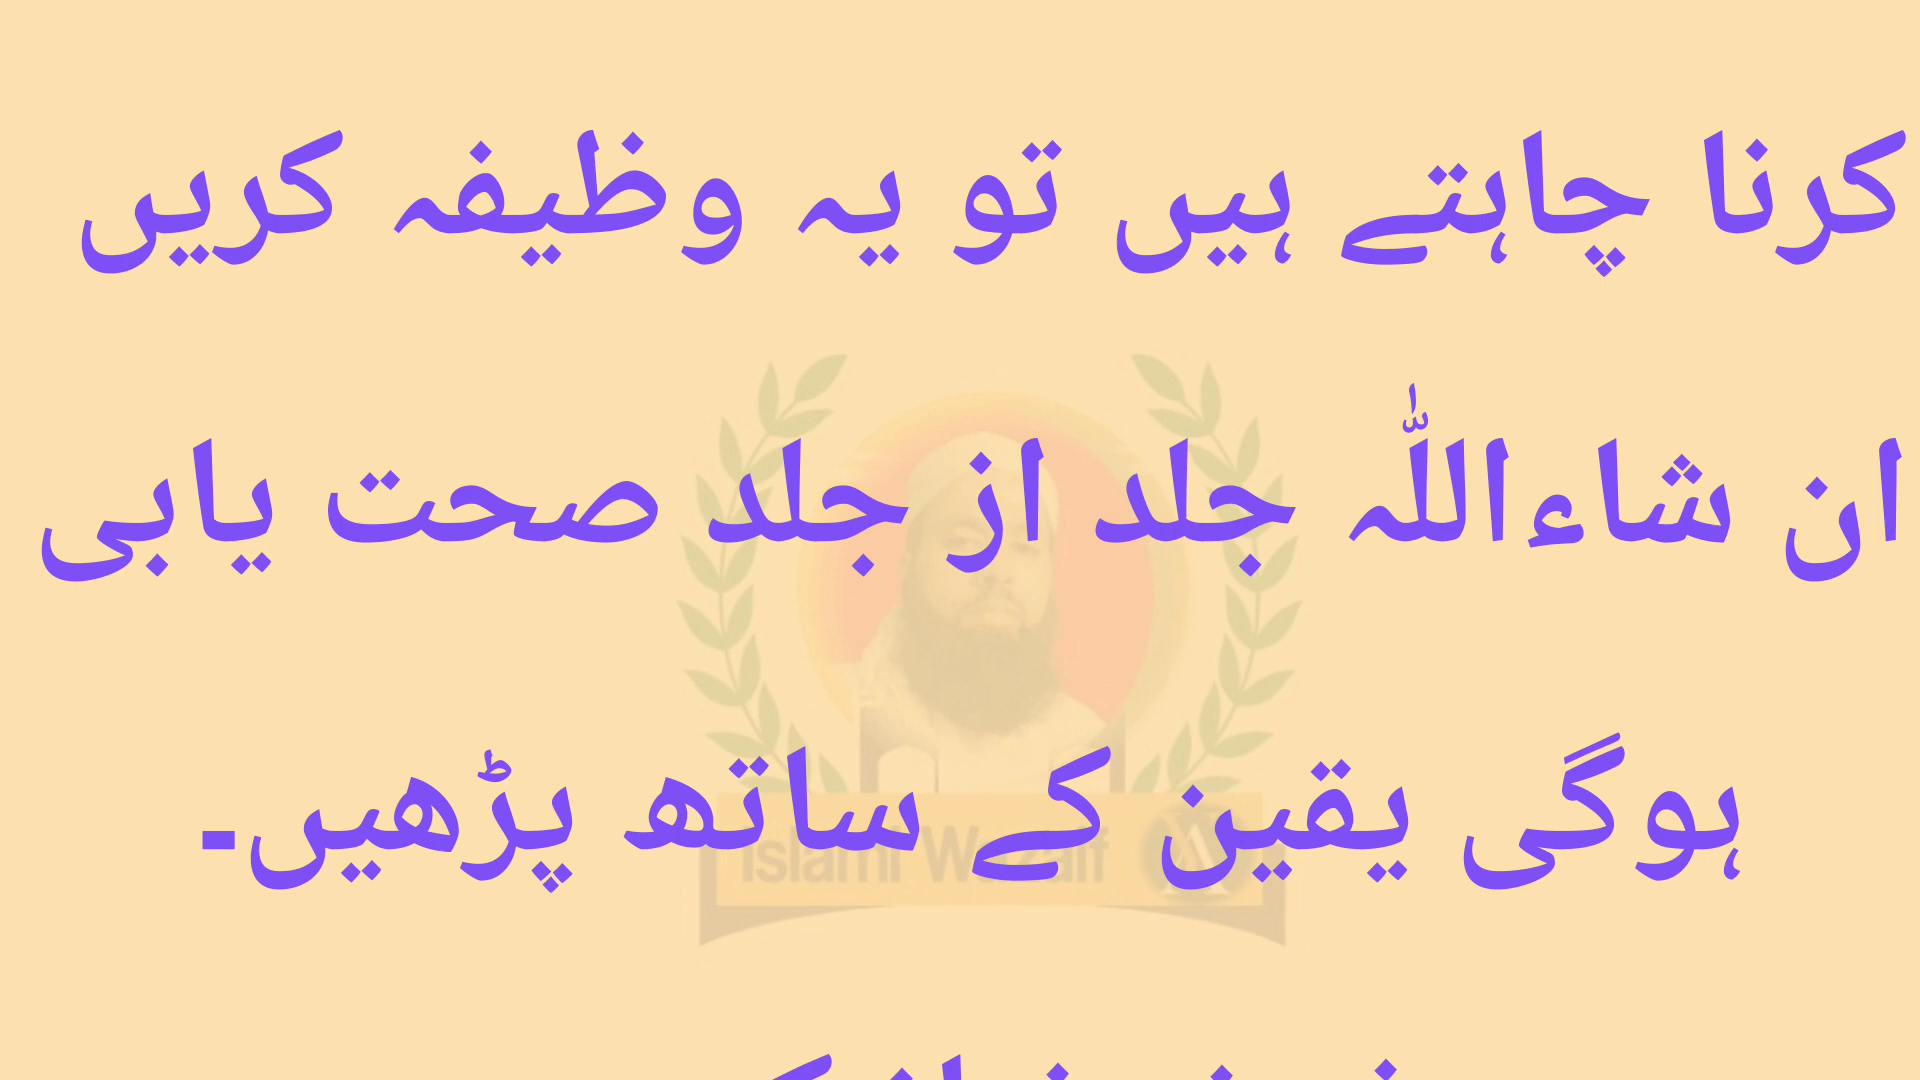 کرنا چاہتے ہیں تو یہ وظیفہ کریں
ان شاءاللہ جلد از جلد صحت یابی
ہوگی یقین کے ساتھ پڑھیں۔
Islami Wazaif